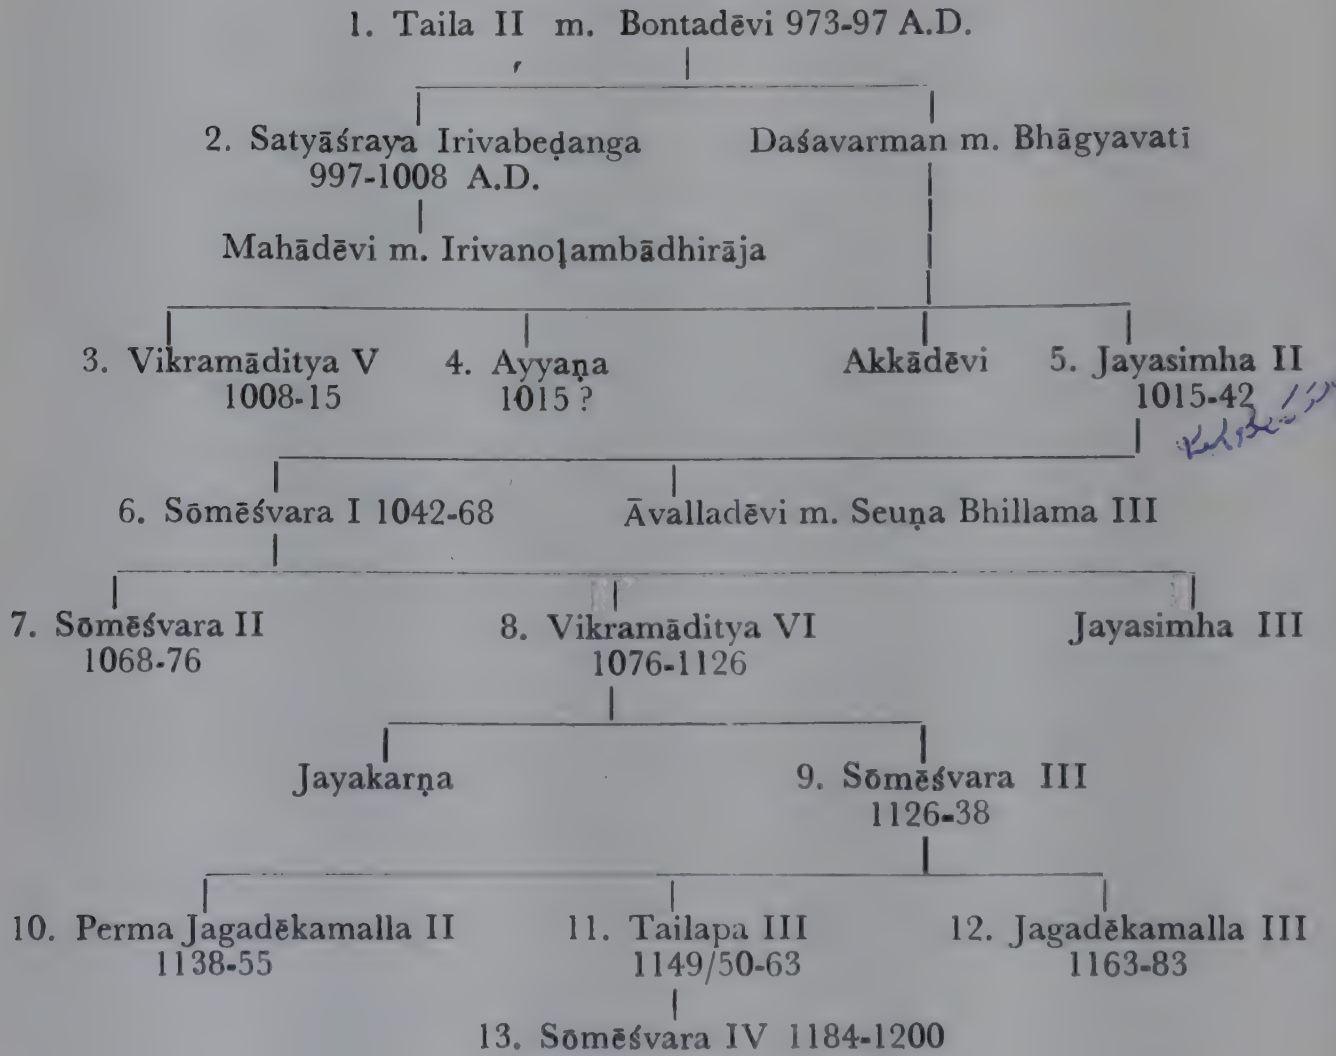 1. Taila II m. Bontadēvi 973-97 A.D.
2. Satyāśraya Irivabeḍanga
997-1008 A.D.
Daśavarman m. Bhāgyavati
Mahādēvi m. Irivanoḷambādhirāja
3. Vikramāditya V
1008-15
4. Ayyaṇa
1015 ?
Akkādēvi
5. Jayasimha II
1015-42
6. Sōmēśvara I 1042-68
Āvalladēvi m. Seuṇa Bhillama III
7. Sōmēśvara II
1068-76
8. Vikramāditya VI
1076-1126
Jayasimha III
Jayakarṇa
9. Sōmēśvara III
1126-38
10. Perma Jagadēkamalla II
1138-55
11. Tailapa III
1149/50-63
12. Jagadēkamalla III
1163-83
13. Sōmēśvara IV 1184-1200